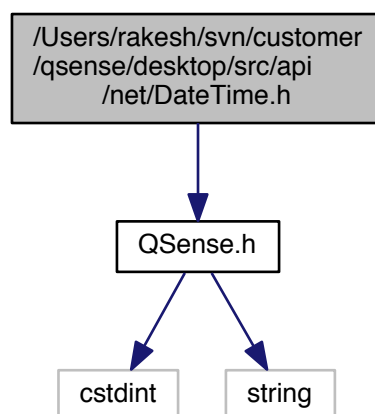 /Users/rakesh/svn/customer
/qsense/desktop/src/api
/net/DateTime.h
QSense.h
cstdint
string